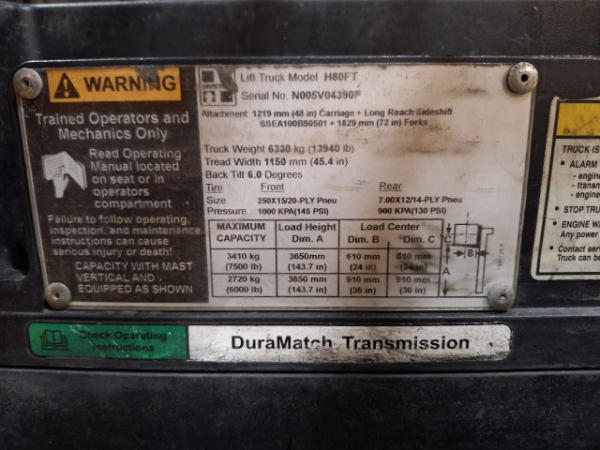 WARNING
Trained Operators and
Mechanics Only
Read Operating
Manual located
on seat or in
operators
compartment
Failure to follow operating,
inspection, and maintenance
instructions can cause
serious injury or death!
CAPACITY WITH MAST
VERTICAL AND
EQUIPPED AS SHOWN
Lift Truck Model H80FT
Serial No. N005V04390F
Attachment: 1219 mm (48 in) Carriage + Long Reach Sideshift
SSEA100B50501 + 1829 mm (72 in) Forks
Truck Weight 6330 kg (13940 lb)
Tread Width 1150 mm (45.4 in)
Back Tilt 6.0 Degrees
Tire Front Rear
Size 250X15/20-PLY Pneu 7.00X12/14-PLY Pneu
Pressure 1000 KPA(145 PSI) 900 KPA(130 PSI)
MAXIMUM CAPACITY Load Height Dim. A Load Center Dim. B Dim. C
3410 kg 3650mm 610 mm 610 mm
(7500 lb) (143.7 in) (24 in) (24 in)
2720 kg 3650 mm 910 mm 910 mm
(6000 lb) (143.7 in) (36 in) (36 in)
C
B
A
TRUCK IS
• ALARM
- engine
- transm
- engine
• STOP TRU
• ENGINE W
Any power
• Contact serv
Truck can be
Check Operating
Instructions
DuraMatch Transmission